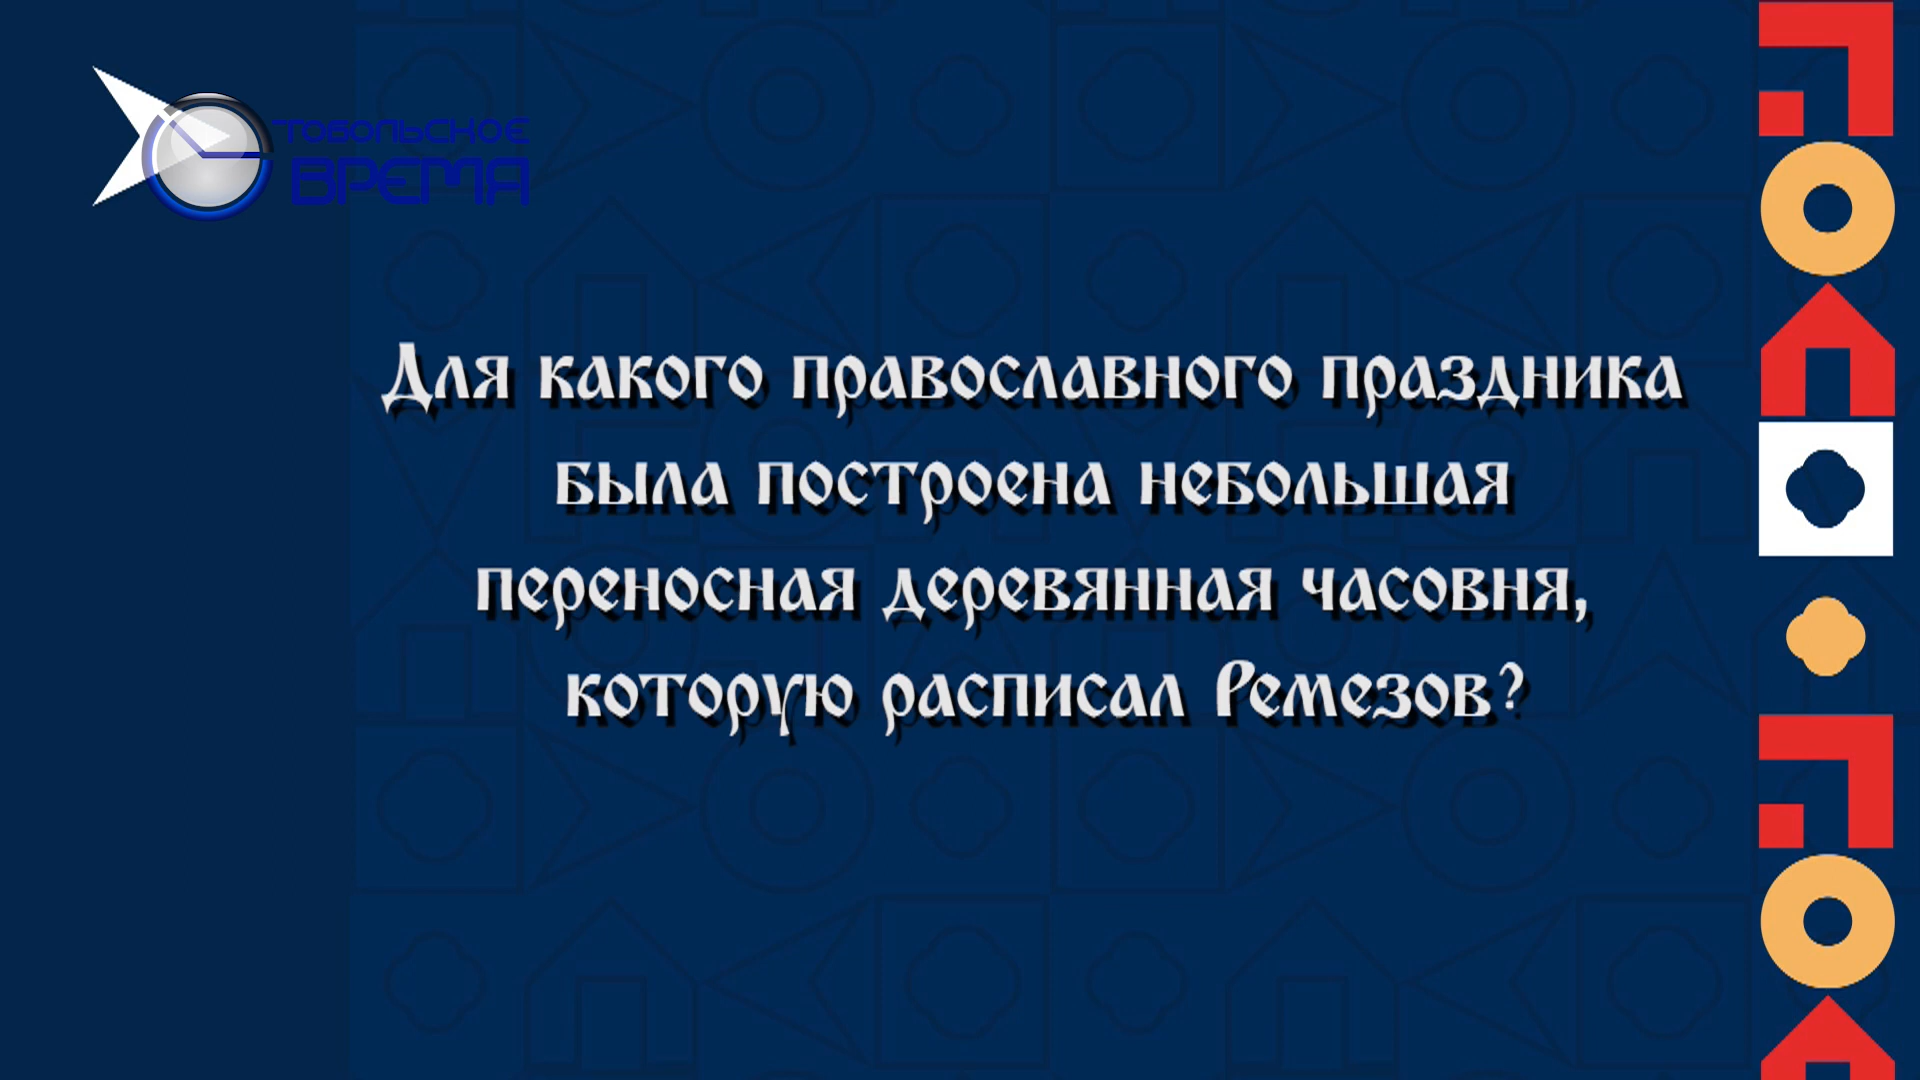 ТОБОЛЬСКОЕ
ВРЕМЯ
Для какого православного праздника
была построена небольшая
переносная деревянная часовня,
которую расписал Ремезов?